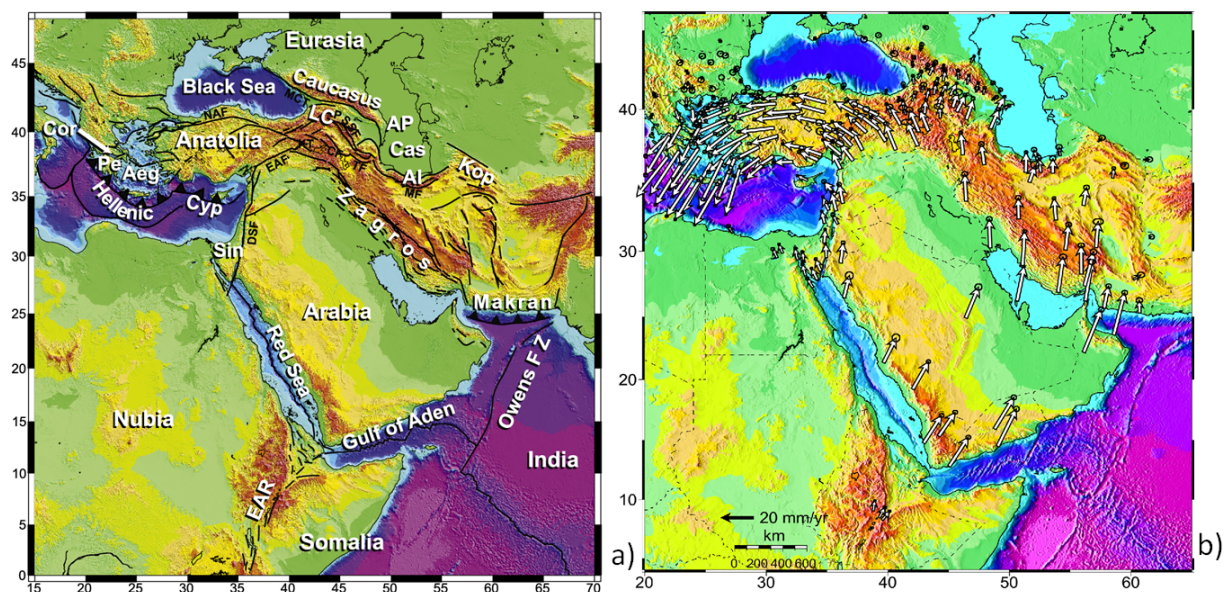 Eurasia
Black Sea
Caucasus
MC
LC
NAF
AP
Cas
Cor
Anatolia
Pe
Aeg
EAF
Al
Kop
MF
Hellenic
Cyp
Zagros
DSF
Sin
Makran
Arabia
Red Sea
Owens F Z
Nubia
Gulf of Aden
India
EAR
Somalia
45
40
35
30
25
20
15
10
5
0
15 20 25 30 35 40 45 50 55 60 65 70
a)
40
30
20
10
20 mm/yr
km
0 200 400 600
20 30 40 50 60
b)